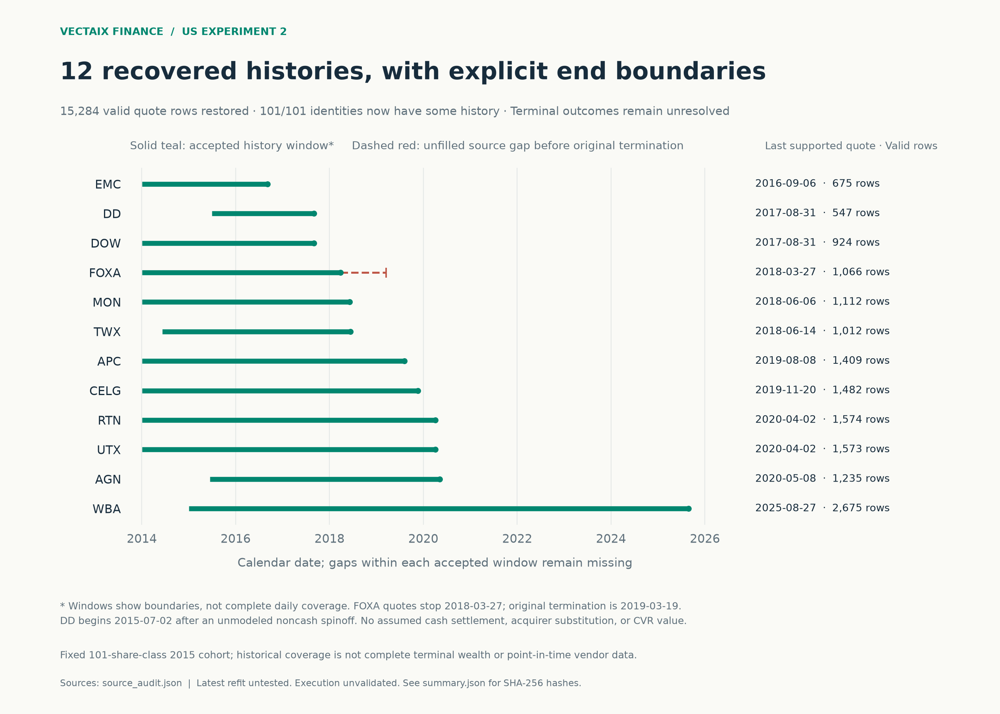 VECTAIX FINANCE / US EXPERIMENT 2
12 recovered histories, with explicit end boundaries
15,284 valid quote rows restored · 101/101 identities now have some history · Terminal outcomes remain unresolved
Solid teal: accepted history window* Dashed red: unfilled source gap before original termination Last supported quote · Valid rows
EMC 2016-09-06 · 675 rows
DD 2017-08-31 · 547 rows
DOW 2017-08-31 · 924 rows
FOXA 2018-03-27 · 1,066 rows
MON 2018-06-06 · 1,112 rows
TWX 2018-06-14 · 1,012 rows
APC 2019-08-08 · 1,409 rows
CELG 2019-11-20 · 1,482 rows
RTN 2020-04-02 · 1,574 rows
UTX 2020-04-02 · 1,573 rows
AGN 2020-05-08 · 1,235 rows
WBA 2025-08-27 · 2,675 rows
2014 2016 2018 2020 2022 2024 2026
Calendar date; gaps within each accepted window remain missing
* Windows show boundaries, not complete daily coverage. FOXA quotes stop 2018-03-27; original termination is 2019-03-19.
DD begins 2015-07-02 after an unmodeled noncash spinoff. No assumed cash settlement, acquirer substitution, or CVR value.
Fixed 101-share-class 2015 cohort; historical coverage is not complete terminal wealth or point-in-time vendor data.
Sources: source_audit.json | Latest refit untested. Execution unvalidated. See summary.json for SHA-256 hashes.